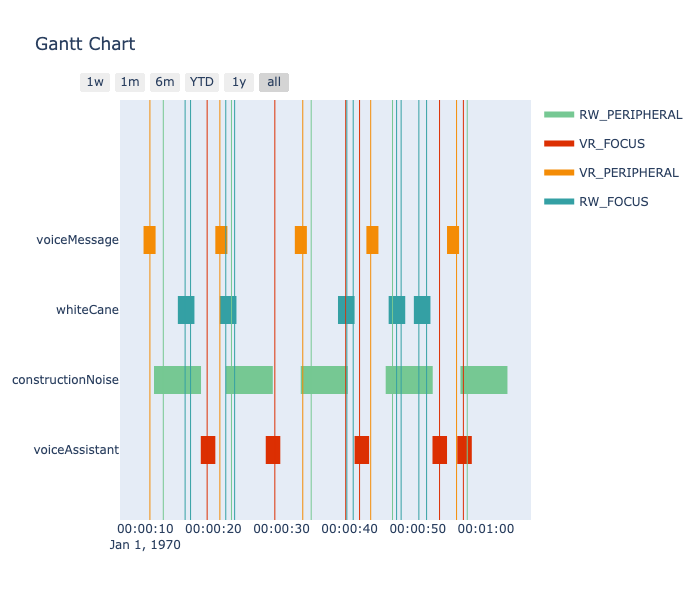 Gantt Chart
1w 1m 6m YTD 1y all
RW_PERIPHERAL
VR_FOCUS
VR_PERIPHERAL
RW_FOCUS
voiceMessage
whiteCane
constructionNoise
voiceAssistant
00:00:10 00:00:20 00:00:30 00:00:40 00:00:50 00:01:00
Jan 1, 1970